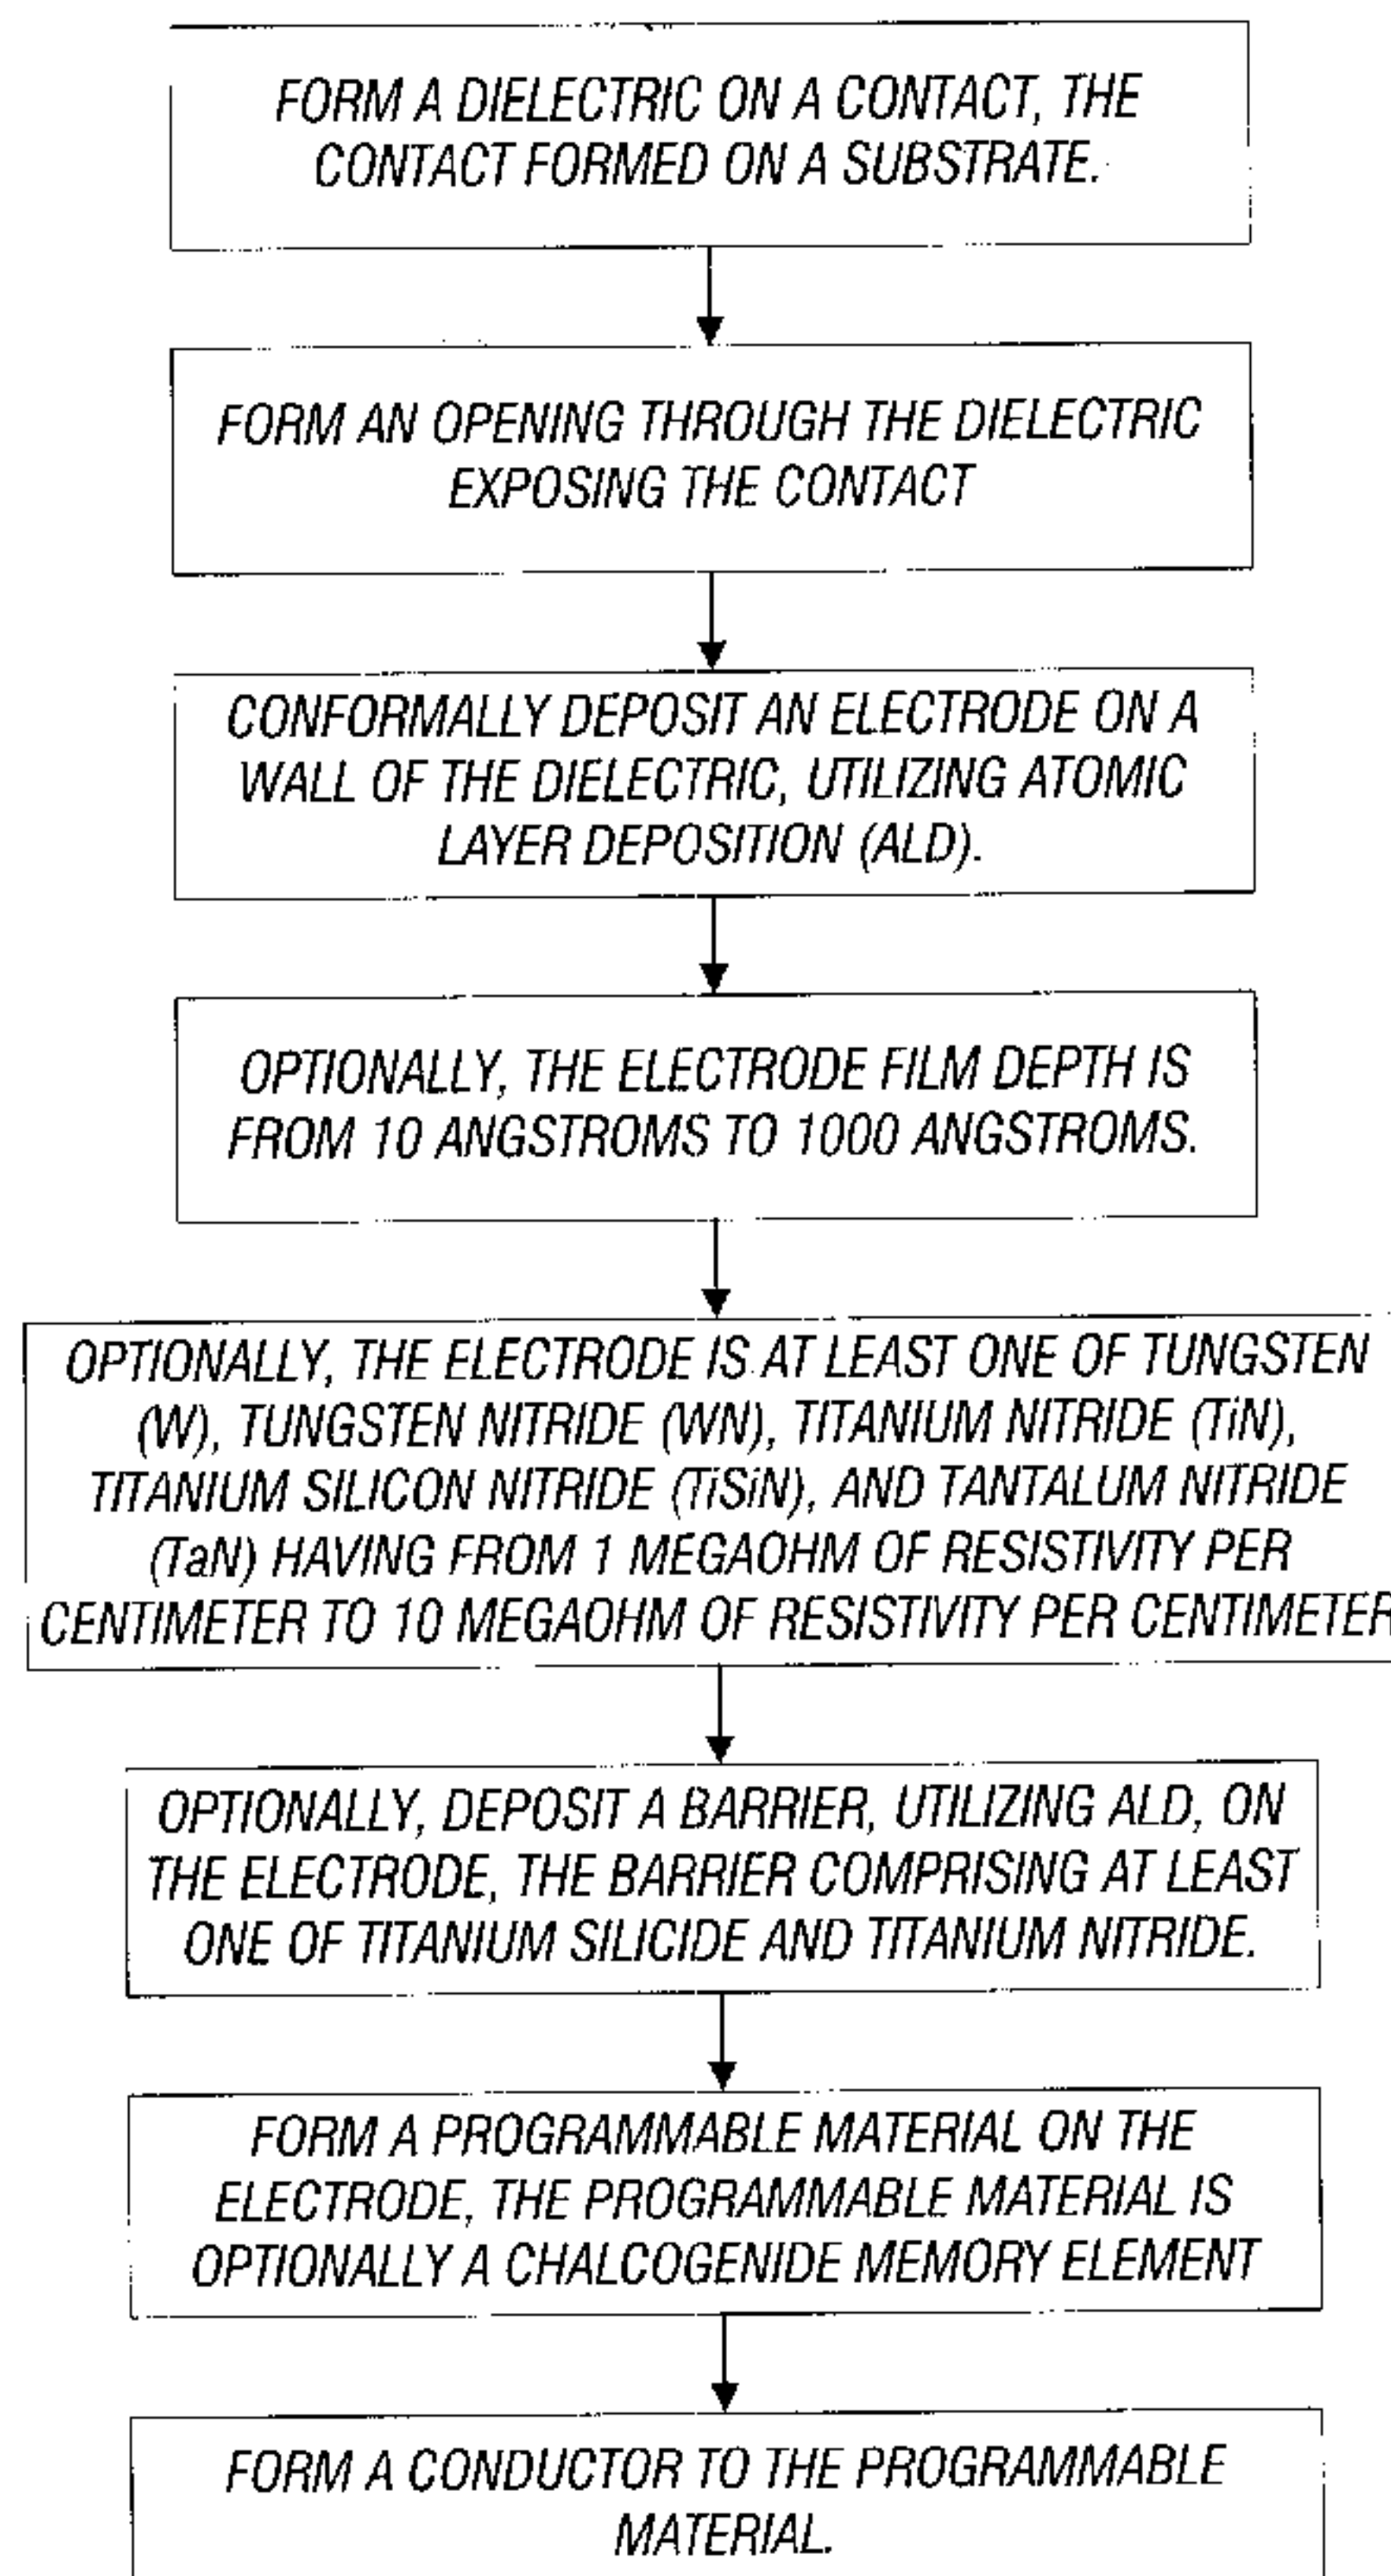 FORM A DIELECTRIC ON A CONTACT, THE
CONTACT FORMED ON A SUBSTRATE.
FORM AN OPENING THROUGH THE DIELECTRIC
EXPOSING THE CONTACT
CONFORMALLY DEPOSIT AN ELECTRODE ON A
WALL OF THE DIELECTRIC, UTILIZING ATOMIC
LAYER DEPOSITION (ALD).
OPTIONALLY, THE ELECTRODE FILM DEPTH IS
FROM 10 ANGSTROMS TO 1000 ANGSTROMS.
OPTIONALLY, THE ELECTRODE IS AT LEAST ONE OF TUNGSTEN
(W), TUNGSTEN NITRIDE (WN), TITANIUM NITRIDE (TiN),
TITANIUM SILICON NITRIDE (TiSiN), AND TANTALUM NITRIDE
(TaN) HAVING FROM 1 MEGAOHM OF RESISTIVITY PER
CENTIMETER TO 10 MEGAOHM OF RESISTIVITY PER CENTIMETER
OPTIONALLY, DEPOSIT A BARRIER, UTILIZING ALD, ON
THE ELECTRODE, THE BARRIER COMPRISING AT LEAST
ONE OF TITANIUM SILICIDE AND TITANIUM NITRIDE.
FORM A PROGRAMMABLE MATERIAL ON THE
ELECTRODE, THE PROGRAMMABLE MATERIAL IS
OPTIONALLY A CHALCOGENIDE MEMORY ELEMENT
FORM A CONDUCTOR TO THE PROGRAMMABLE
MATERIAL.